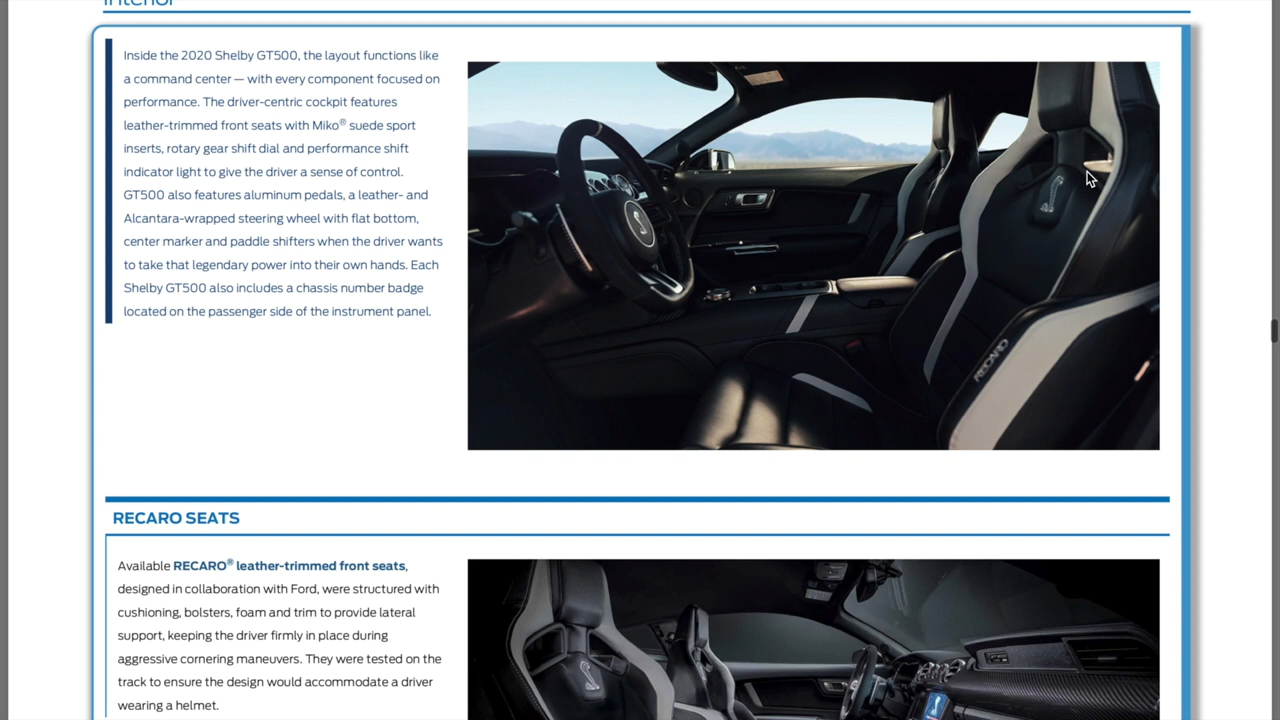 Interior
Inside the 2020 Shelby GT500, the layout functions like
a command center — with every component focused on
performance. The driver-centric cockpit features
leather-trimmed front seats with Miko® suede sport
inserts, rotary gear shift dial and performance shift
indicator light to give the driver a sense of control.
GT500 also features aluminum pedals, a leather- and
Alcantara-wrapped steering wheel with flat bottom,
center marker and paddle shifters when the driver wants
to take that legendary power into their own hands. Each
Shelby GT500 also includes a chassis number badge
located on the passenger side of the instrument panel.
RECARO
RECARO SEATS
Available RECARO® leather-trimmed front seats,
designed in collaboration with Ford, were structured with
cushioning, bolsters, foam and trim to provide lateral
support, keeping the driver firmly in place during
aggressive cornering maneuvers. They were tested on the
track to ensure the design would accommodate a driver
wearing a helmet.